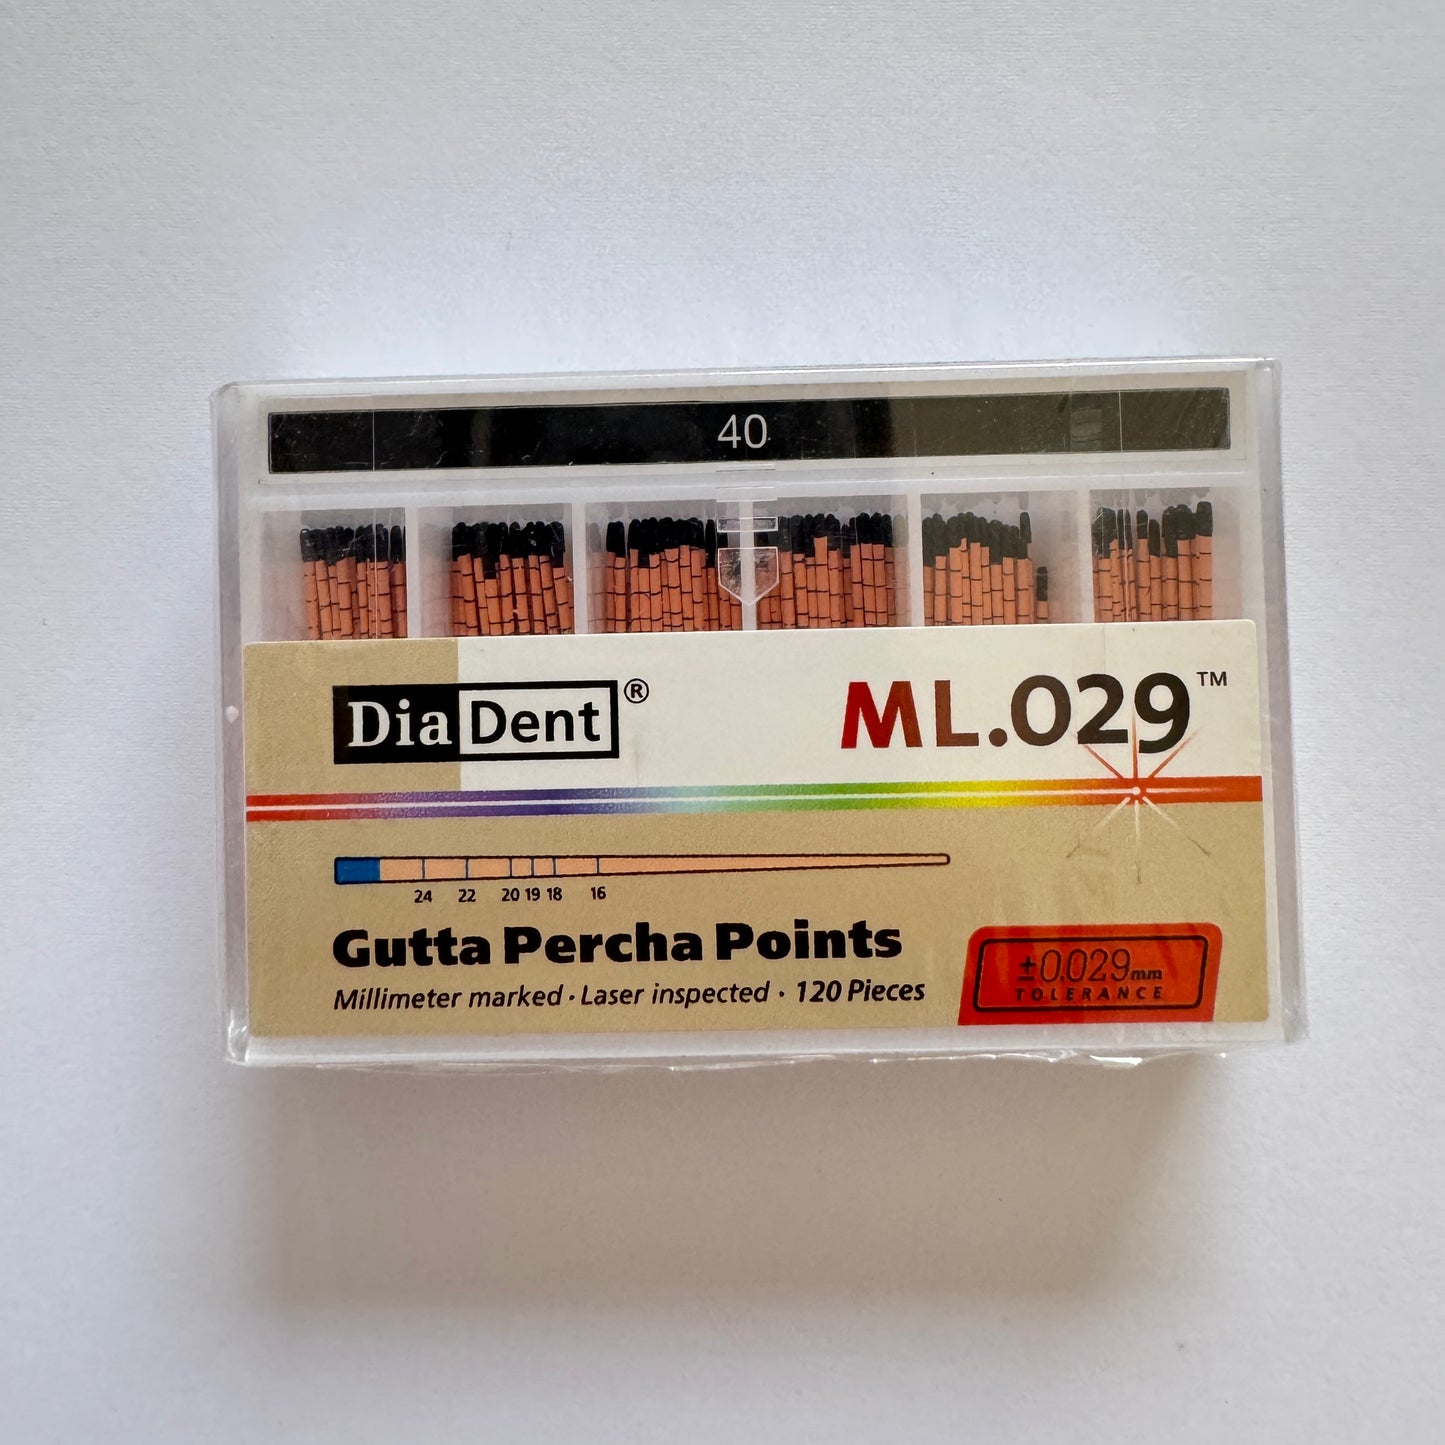 40
DiaDent®
ML.029™
24 22 20 19 18 16
Gutta Percha Points
Millimeter marked · Laser inspected · 120 Pieces
±0.029mm
TOLERANCE